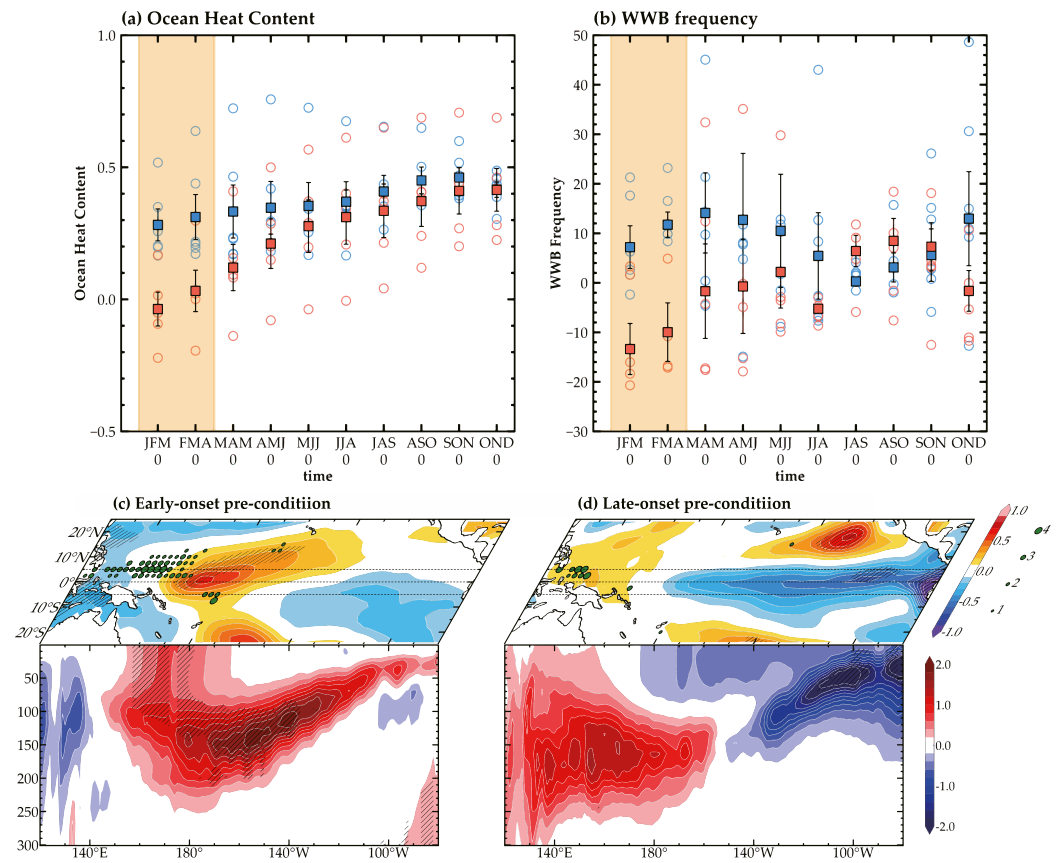 (a) Ocean Heat Content
(b) WWB frequency
1.0
0.5
0.0
−0.5
Ocean Heat Content
JFM FMA MAM AMJ MJJ JJA JAS ASO SON OND
0 0 0 0 0 0 0 0 0 0
time
50
40
30
20
10
0
−10
−20
−30
WWB Frequency
JFM FMA MAM AMJ MJJ JJA JAS ASO SON OND
0 0 0 0 0 0 0 0 0 0
time
(c) Early-onset pre-conditiion
(d) Late-onset pre-conditiion
20°N
10°N
0°
10°S
20°S
1.0
0.5
0.0
-0.5
-1.0
4
3
2
1
50
100
150
200
250
300
140°E 180° 140°W 100°W
140°E 180° 140°W 100°W
2.0
1.0
0.0
-1.0
-2.0